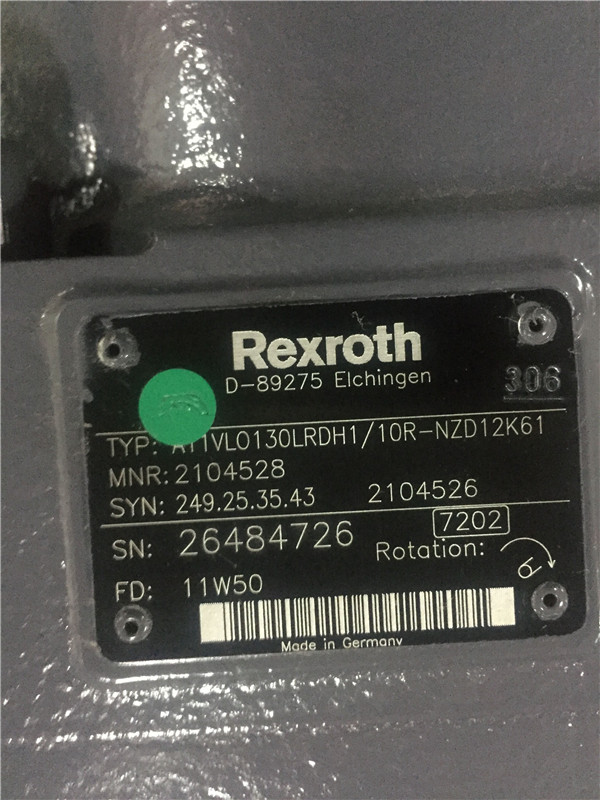 Rexroth
D-89275 Elchingen
306
TYP: A11VLO130LRDH1/10R-NZD12K61
MNR: 2104528
SYN: 249.25.35.43 2104526
7202
SN: 26484726
Rotation:
FD: 11W50
Made in Germany